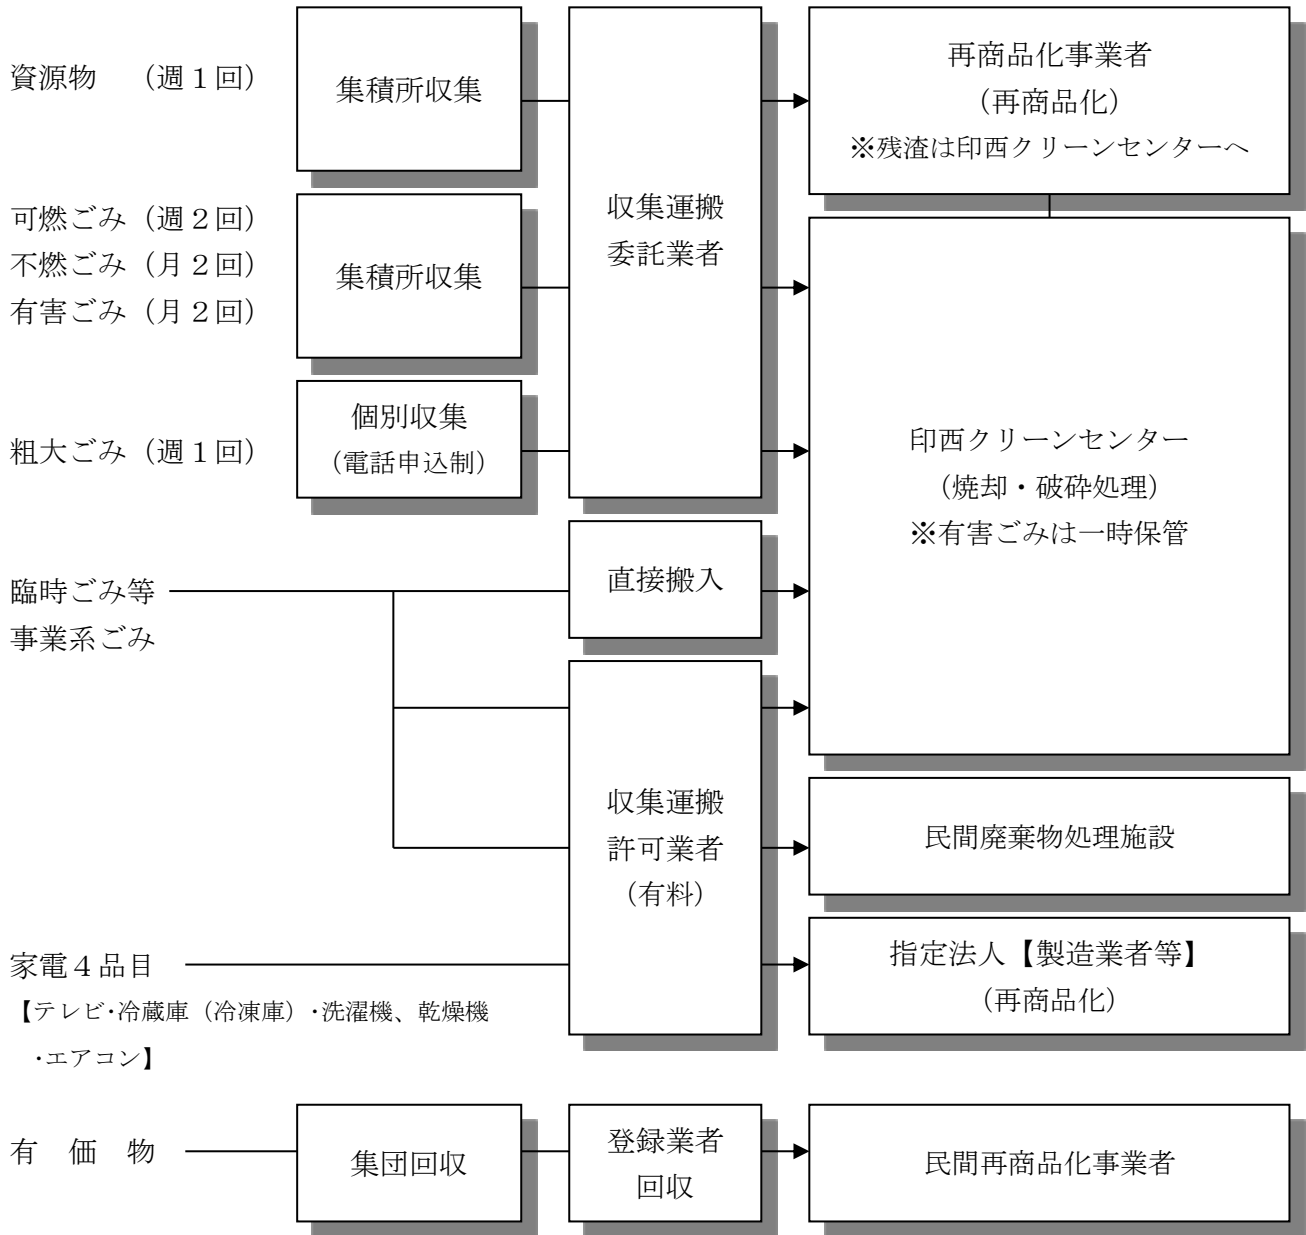 資源物　（週１回）
集積所収集
再商品化事業者
（再商品化）
※残渣は印西クリーンセンターへ
可燃ごみ（週２回）
不燃ごみ（月２回）
有害ごみ（月２回）
集積所収集
収集運搬
委託業者
粗大ごみ（週１回）
個別収集
（電話申込制）
印西クリーンセンター
（焼却・破砕処理）
※有害ごみは一時保管
臨時ごみ等
事業系ごみ
直接搬入
収集運搬
許可業者
（有料）
民間廃棄物処理施設
家電４品目
【テレビ・冷蔵庫（冷凍庫）・洗濯機、乾燥機
・エアコン】
指定法人【製造業者等】
（再商品化）
有　価　物
集団回収
登録業者
回収
民間再商品化事業者